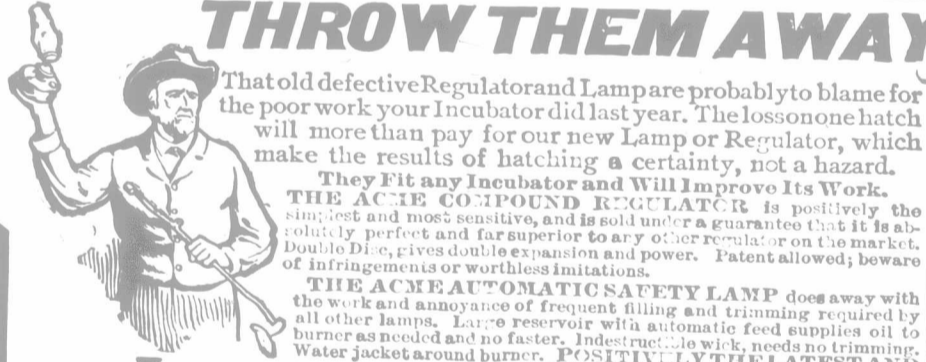 THROW THEM AWAY
That old defective Regulator and Lamp are probably to blame for
the poor work your Incubator did last year. The loss on one hatch
will more than pay for our new Lamp or Regulator, which
make the results of hatching a certainty, not a hazard.
They Fit any Incubator and Will Improve Its Work.
THE ACME COMPOUND REGULATOR is positively the
simplest and most sensitive, and is sold under a guarantee that it is ab-
solutely perfect and far superior to any other regulator on the market.
Double Disc, gives double expansion and power. Patent allowed; beware
of infringements or worthless imitations.
THE ACME AUTOMATIC SAFETY LAMP does away with
the work and annoyance of frequent filling and trimming required by
all other lamps. Large reservoir with automatic feed supplies oil to
burner as needed and no faster. Indestructible wick, needs no trimming.
Water jacket around burner. POSITIVELY THE LATEST AND